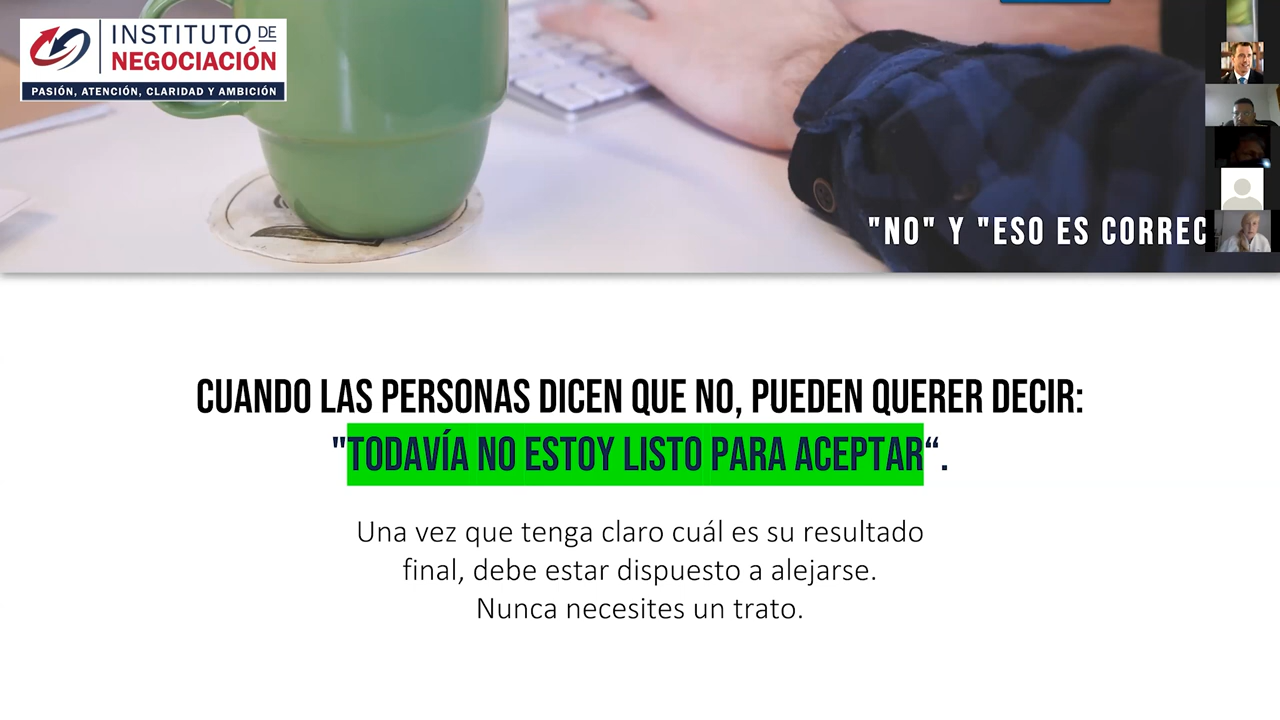 INSTITUTO DE
NEGOCIACIÓN
PASIÓN, ATENCIÓN, CLARIDAD Y AMBICIÓN
"NO" Y "ESO ES CORREC
CUANDO LAS PERSONAS DICEN QUE NO, PUEDEN QUERER DECIR:
"TODAVÍA NO ESTOY LISTO PARA ACEPTAR“.
Una vez que tenga claro cuál es su resultado
final, debe estar dispuesto a alejarse.
Nunca necesites un trato.